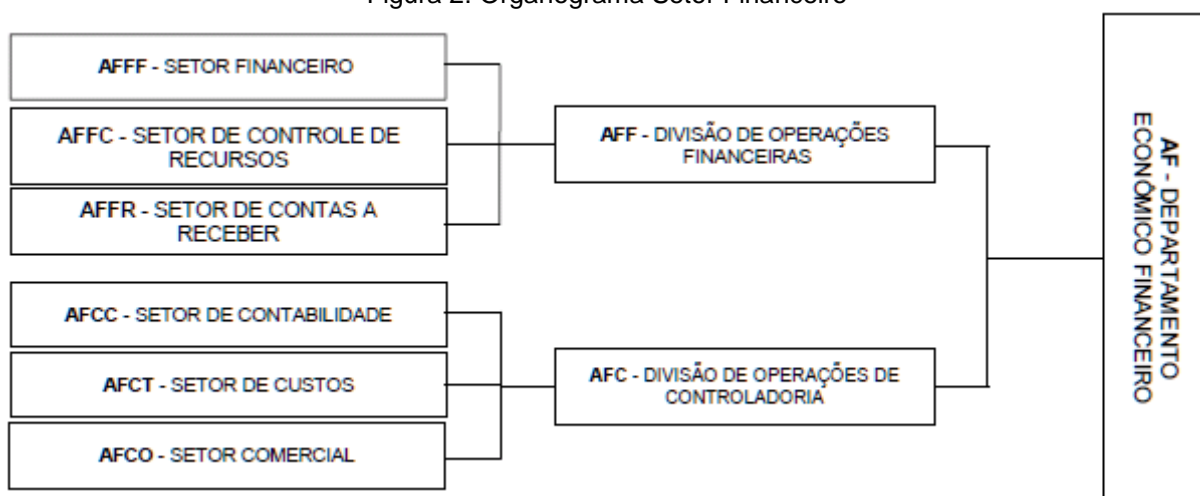 Figura 2: Organograma Setor Financeiro
AFFF - SETOR FINANCEIRO
AFFC - SETOR DE CONTROLE DE
RECURSOS
AFFR - SETOR DE CONTAS A
RECEBER
AFCC - SETOR DE CONTABILIDADE
AFCT - SETOR DE CUSTOS
AFCO - SETOR COMERCIAL
AFF - DIVISÃO DE OPERAÇÕES
FINANCEIRAS
AFC - DIVISÃO DE OPERAÇÕES DE
CONTROLADORIA
AF - DEPARTAMENTO
ECONÔMICO FINANCEIRO